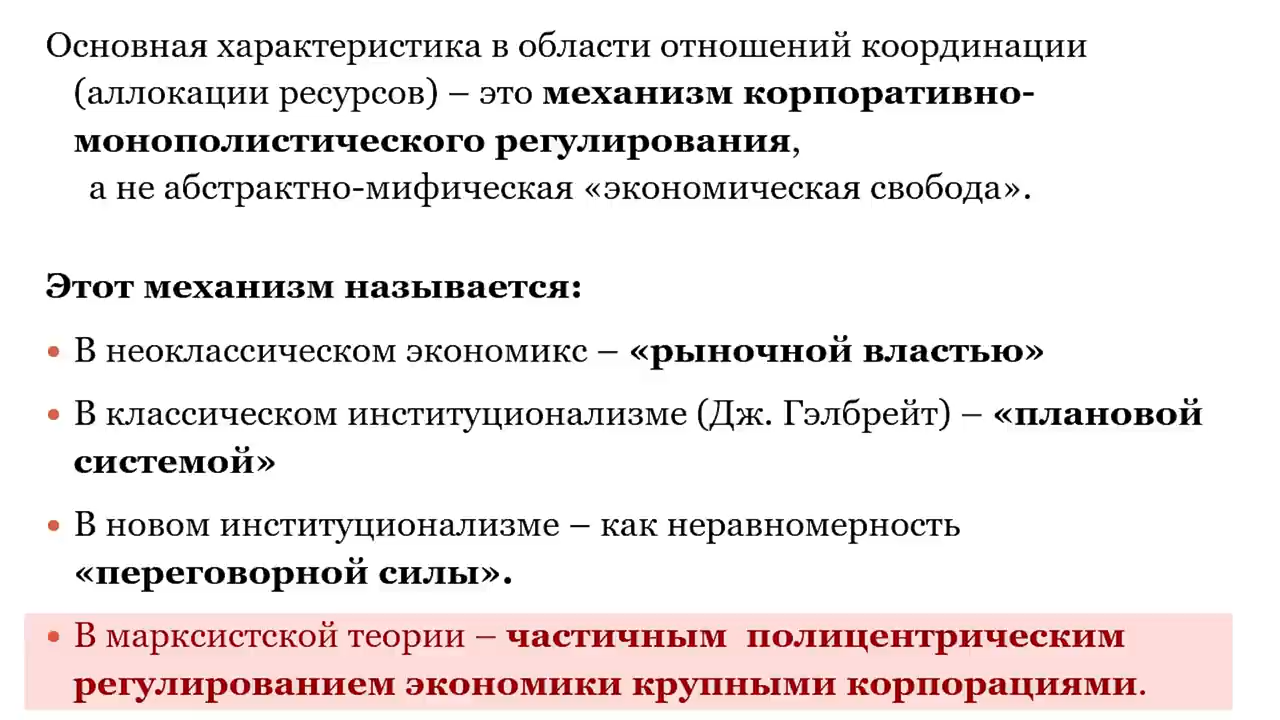 Основная характеристика в области отношений координации
(аллокации ресурсов) – это механизм корпоративно-
монополистического регулирования,
а не абстрактно-мифическая «экономическая свобода».
Этот механизм называется:
• В неоклассическом экономикс – «рыночной властью»
• В классическом институционализме (Дж. Гэлбрейт) – «плановой
системой»
• В новом институционализме – как неравномерность
«переговорной силы».
• В марксистской теории – частичным полицентрическим
регулированием экономики крупными корпорациями.